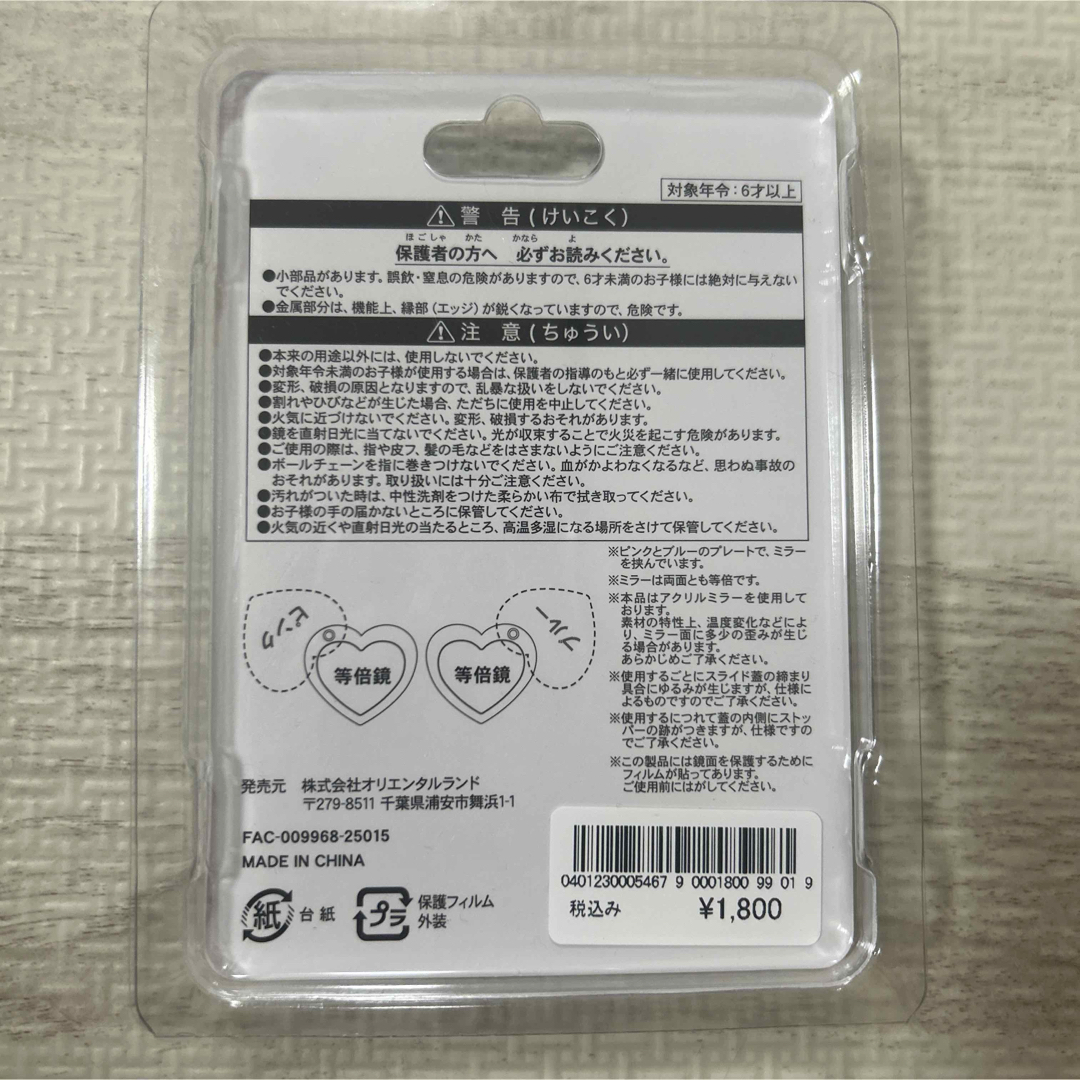 対象年令：6才以上
⚠警 告(けいこく)
ほごしゃ かた かなら よ
保護者の方へ 必ずお読みください。
●小部品があります。誤飲・窒息の危険がありますので、6才未満のお子様には絶対に与えない
でください。
●金属部分は、機能上、縁部（エッジ）が鋭くなっていますので、危険です。
⚠注 意(ちゅうい)
●本来の用途以外には、使用しないでください。
●対象年令未満のお子様が使用する場合は、保護者の指導のもと必ず一緒に使用してください。
●変形、破損の原因となりますので、乱暴な扱いをしないでください。
●割れやひびなどが生じた場合、ただちに使用を中止してください。
●火気に近づけないでください。変形、破損するおそれがあります。
●鏡を直射日光に当てないでください。光が収束することで火災を起こす危険があります。
●ご使用の際は、指や皮フ、髪の毛などをはさまないようにご注意ください。
●ボールチェーンを指に巻きつけないでください。血がかよわなくなるなど、思わぬ事故の
おそれがあります。取り扱いには十分ご注意ください。
●汚れがついた時は、中性洗剤をつけた柔らかい布で拭き取ってください。
●お子様の手の届かないところに保管してください。
●火気の近くや直射日光の当たるところ、高温多湿になる場所をさけて保管してください。
※ピンクとブルーのプレートで、ミラー
を挟んでいます。
※ミラーは両面とも等倍です。
※本品はアクリルミラーを使用して
おります。
素材の特性上、温度変化などによ
り、ミラー面に多少の歪みが生じ
る場合があります。
あらかじめご了承ください。
※使用するごとにスライド蓋の締まり
具合にゆるみが生じますが、仕様に
よるものですのでご了承ください。
※使用するにつれて蓋の内側にストッ
パーの跡がつきますが、仕様ですの
でご了承ください。
※この製品には鏡面を保護するために
フィルムが貼ってあります。
ご使用前にはがしてください。
ピンク
等倍鏡
ブルー
等倍鏡
発売元 株式会社オリエンタルランド
〒279-8511 千葉県浦安市舞浜1-1
FAC-009968-25015
MADE IN CHINA
紙 台紙
プラ 保護フィルム
外装
0401230005467 9 0001800 99 01 9
税込み ¥1,800